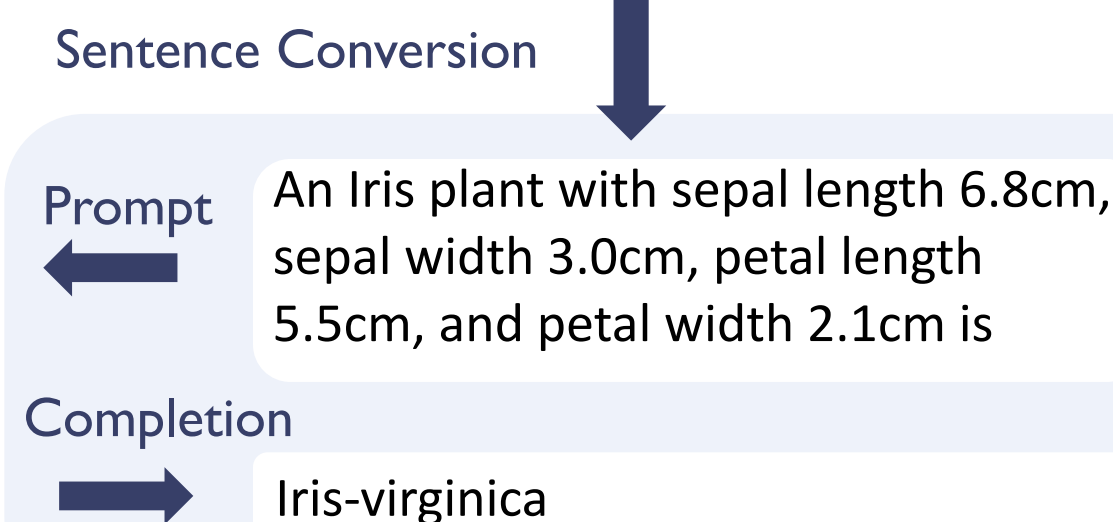 Sentence Conversion
Prompt
An Iris plant with sepal length 6.8cm,
sepal width 3.0cm, petal length
5.5cm, and petal width 2.1cm is
Completion
Iris-virginica